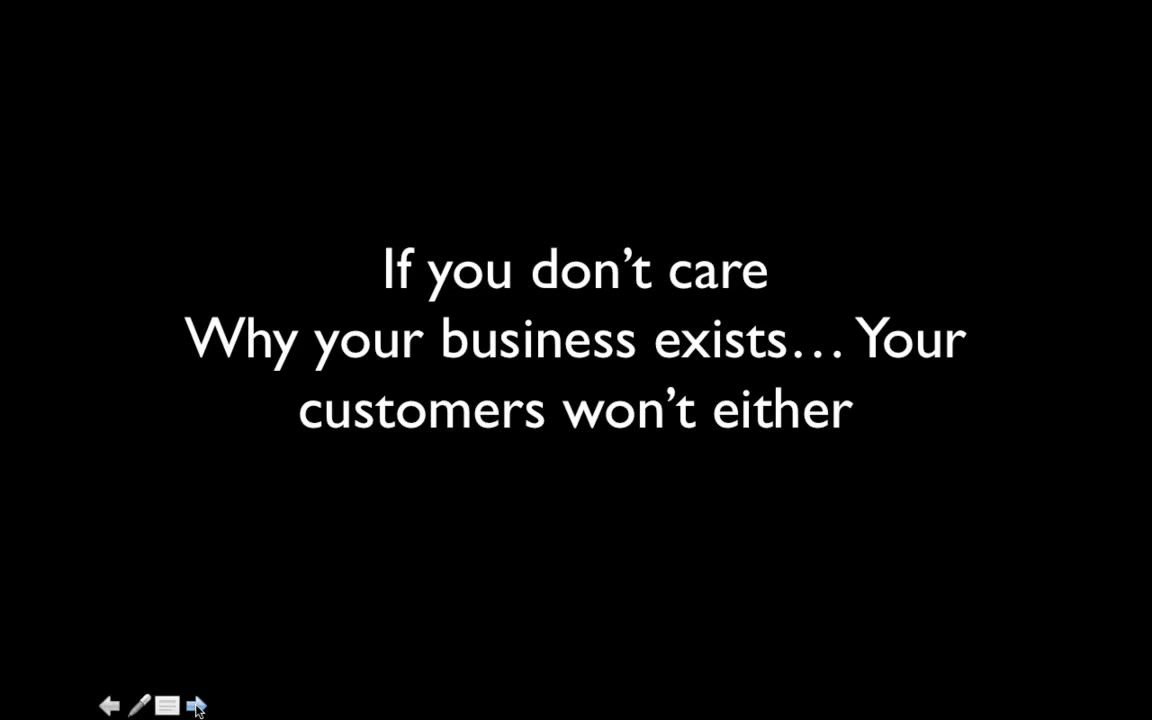 If you don’t care
Why your business exists… Your
customers won’t either